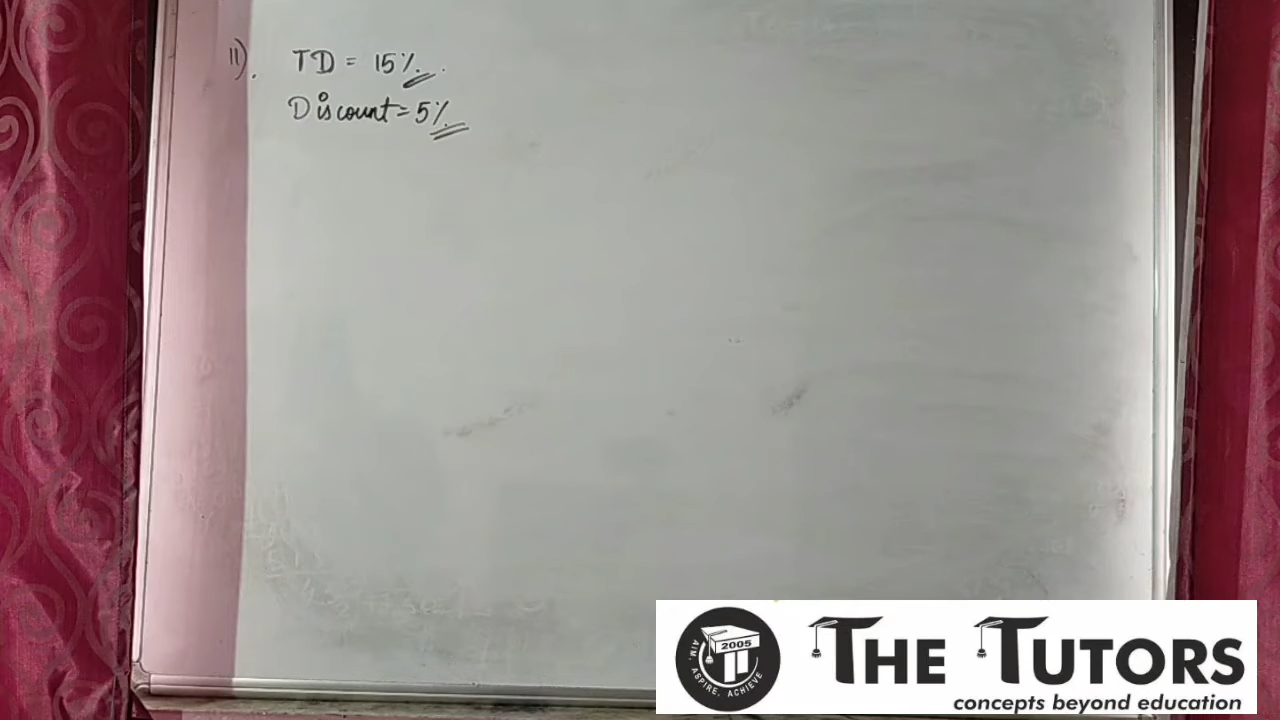 11). TD = 15%.
Discount = 5%.
2005
AIM, ASPIRE, ACHIEVE
THE TUTORS
concepts beyond education